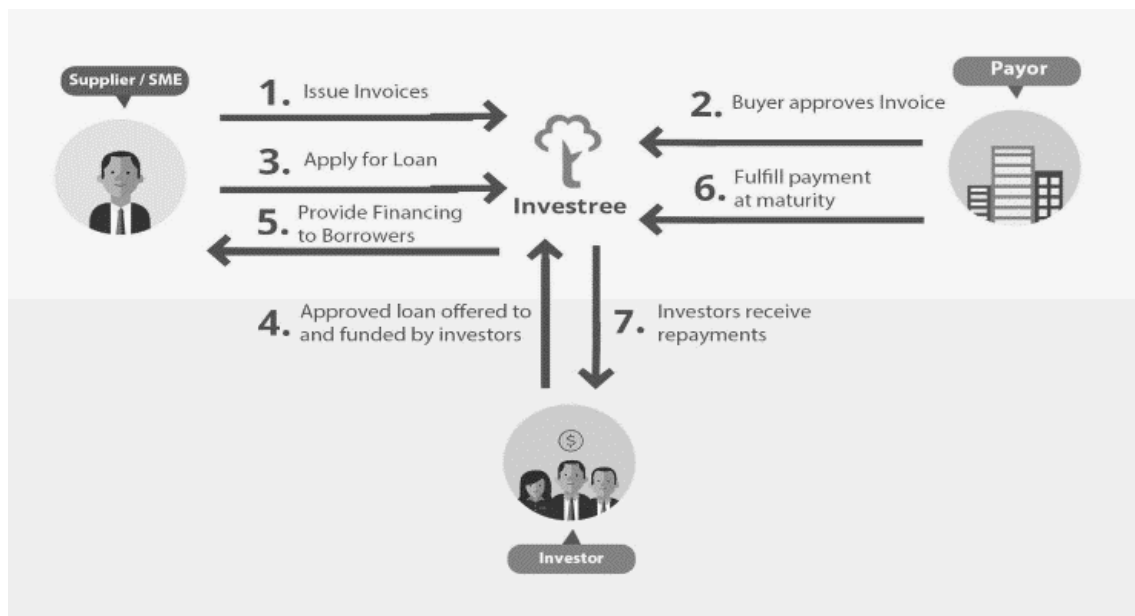 Supplier / SME
Payor
1. Issue Invoices
2. Buyer approves Invoice
3. Apply for Loan
Investree
6. Fulfill payment
at maturity
5. Provide Financing
to Borrowers
4. Approved loan offered to
and funded by investors
7. Investors receive
repayments
$
Investor